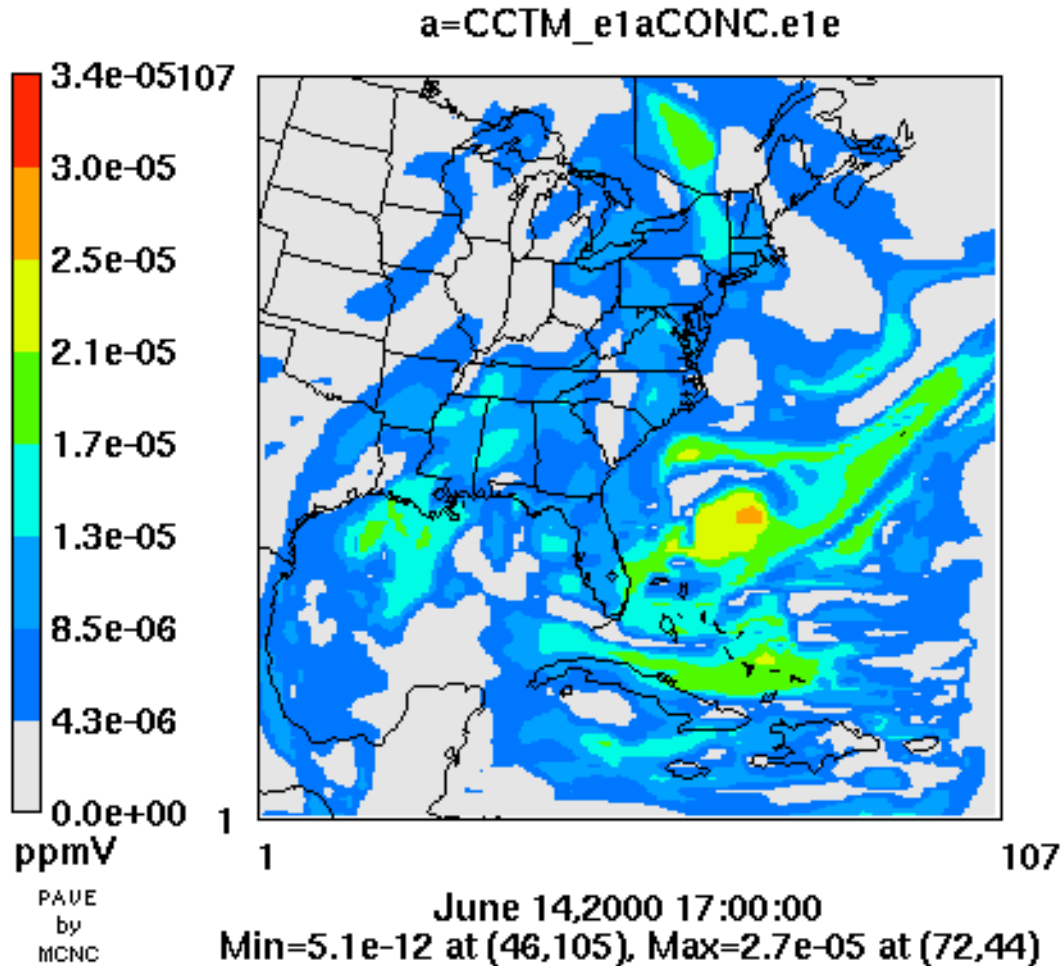 a=CCTM_e1aCONC.e1e
3.4e-05
3.0e-05
2.5e-05
2.1e-05
1.7e-05
1.3e-05
8.5e-06
4.3e-06
0.0e+00
ppmV
PAVE
by
MCNC
107
1
1
107
June 14,2000 17:00:00
Min=5.1e-12 at (46,105), Max=2.7e-05 at (72,44)